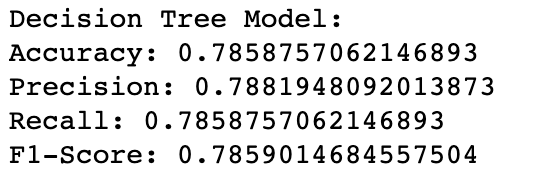 Decision Tree Model:
Accuracy: 0.7858757062146893
Precision: 0.7881948092013873
Recall: 0.7858757062146893
F1-Score: 0.7859014684557504